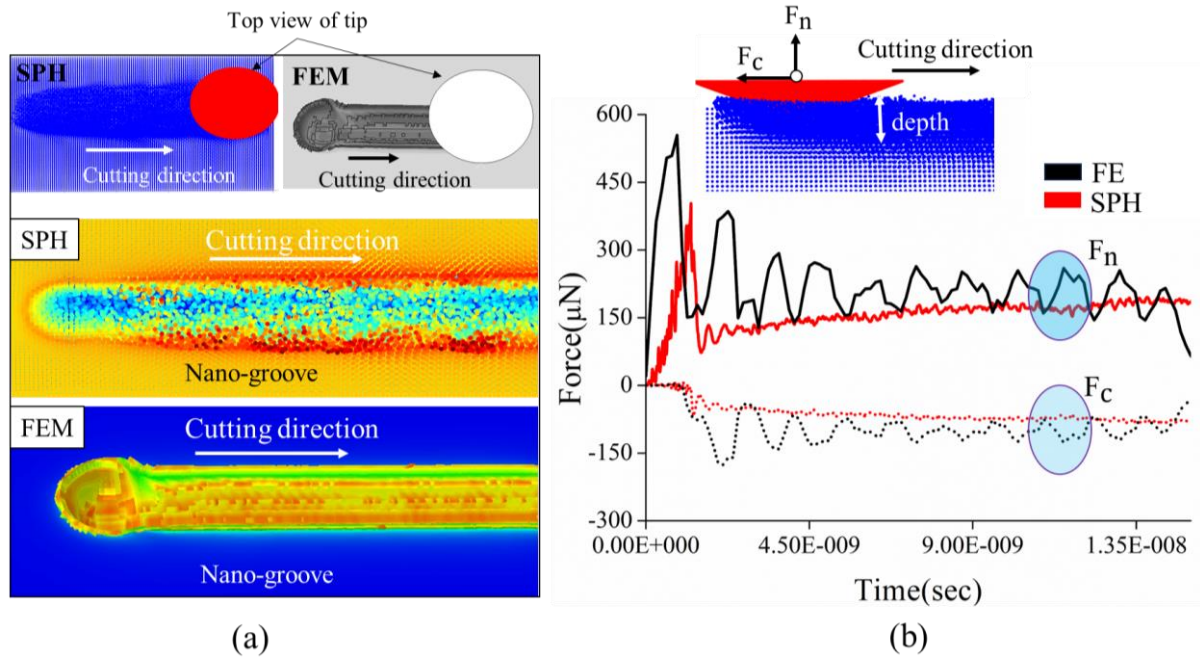 Top view of tip
SPH
FEM
Cutting direction
Cutting direction
SPH
Cutting direction
Nano-groove
FEM
Cutting direction
Nano-groove
(a)
Fn
Fc
Cutting direction
depth
FE
SPH
Fn
Fc
600
450
300
150
0
-150
-300
Force(μN)
0.00E+000
4.50E-009
9.00E-009
1.35E-008
Time(sec)
(b)